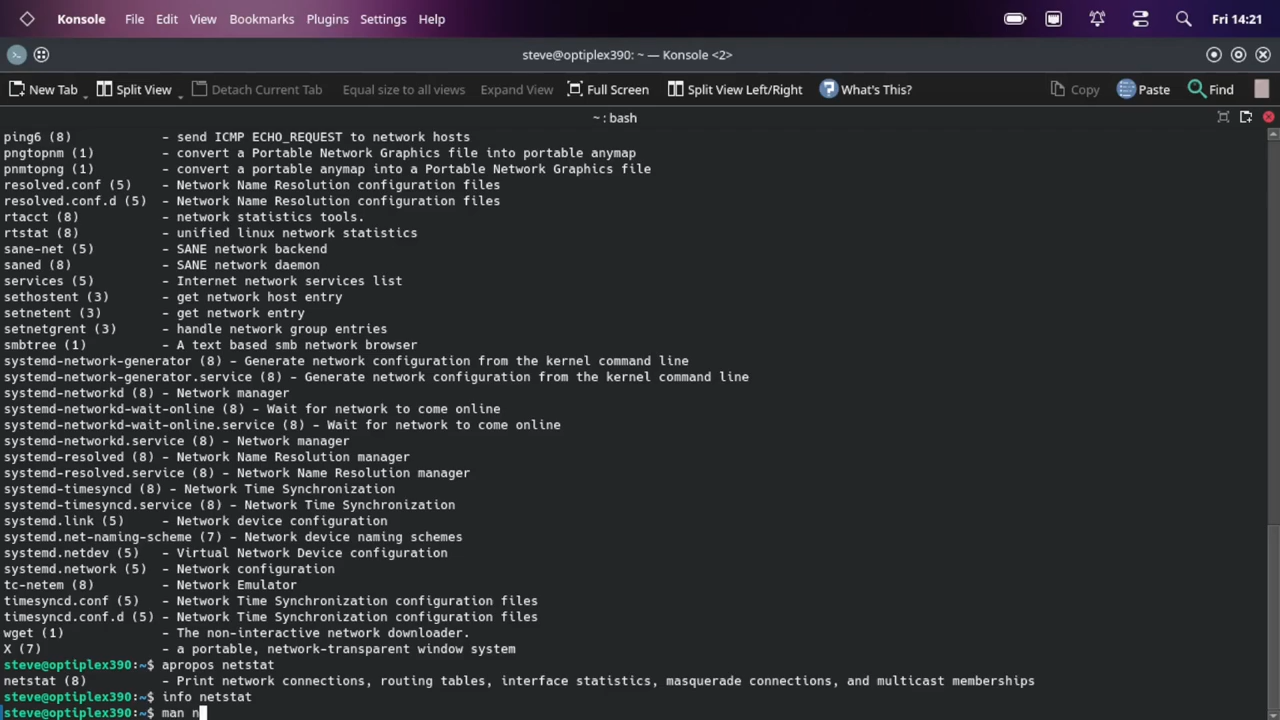 Konsole File Edit View Bookmarks Plugins Settings Help Fri 14:21
steve@optiplex390: ~ — Konsole <2>
New Tab Split View Detach Current Tab Equal size to all views Expand View Full Screen Split View Left/Right What's This? Copy Paste Find
~ : bash
ping6 (8) - send ICMP ECHO_REQUEST to network hosts
pngtopnm (1) - convert a Portable Network Graphics file into portable anymap
pnmtopng (1) - convert a portable anymap into a Portable Network Graphics file
resolved.conf (5) - Network Name Resolution configuration files
resolved.conf.d (5) - Network Name Resolution configuration files
rtacct (8) - network statistics tools.
rtstat (8) - unified linux network statistics
sane-net (5) - SANE network backend
saned (8) - SANE network daemon
services (5) - Internet network services list
sethostent (3) - get network host entry
setnetent (3) - get network entry
setnetgrent (3) - handle network group entries
smbtree (1) - A text based smb network browser
systemd-network-generator (8) - Generate network configuration from the kernel command line
systemd-network-generator.service (8) - Generate network configuration from the kernel command line
systemd-networkd (8) - Network manager
systemd-networkd-wait-online (8) - Wait for network to come online
systemd-networkd-wait-online.service (8) - Wait for network to come online
systemd-networkd.service (8) - Network manager
systemd-resolved (8) - Network Name Resolution manager
systemd-resolved.service (8) - Network Name Resolution manager
systemd-timesyncd (8) - Network Time Synchronization
systemd-timesyncd.service (8) - Network Time Synchronization
systemd.link (5) - Network device configuration
systemd.net-naming-scheme (7) - Network device naming schemes
systemd.netdev (5) - Virtual Network Device configuration
systemd.network (5) - Network configuration
tc-netem (8) - Network Emulator
timesyncd.conf (5) - Network Time Synchronization configuration files
timesyncd.conf.d (5) - Network Time Synchronization configuration files
wget (1) - The non-interactive network downloader.
X (7) - a portable, network-transparent window system
steve@optiplex390:~$ apropos netstat
netstat (8) - Print network connections, routing tables, interface statistics, masquerade connections, and multicast memberships
steve@optiplex390:~$ info netstat
steve@optiplex390:~$ man n